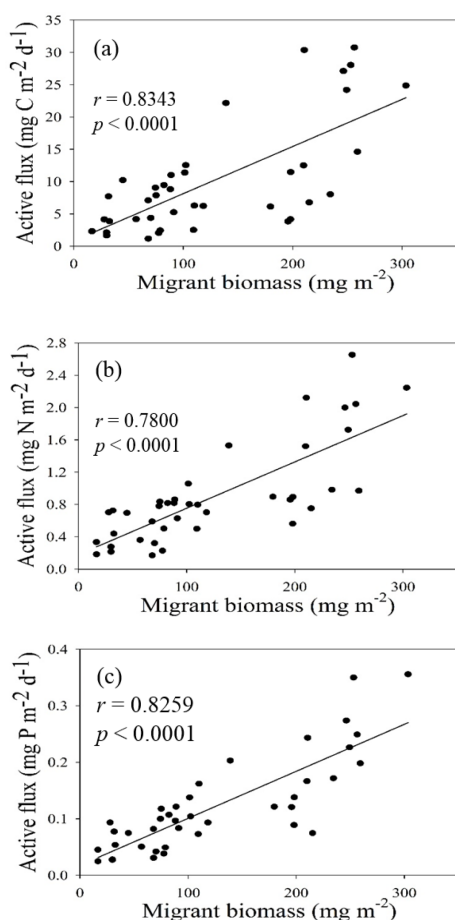 (a)
r = 0.8343
p < 0.0001
Active flux (mg C m-2 d-1)
35
30
25
20
15
10
5
0
0
100
200
300
Migrant biomass (mg m-2)
(b)
r = 0.7800
p < 0.0001
Active flux (mg N m-2 d-1)
2.8
2.4
2.0
1.6
1.2
0.8
0.4
0.0
0
100
200
300
Migrant biomass (mg m-2)
(c)
r = 0.8259
p < 0.0001
Active flux (mg P m-2 d-1)
0.4
0.3
0.2
0.1
0.0
0
100
200
300
Migrant biomass (mg m-2)